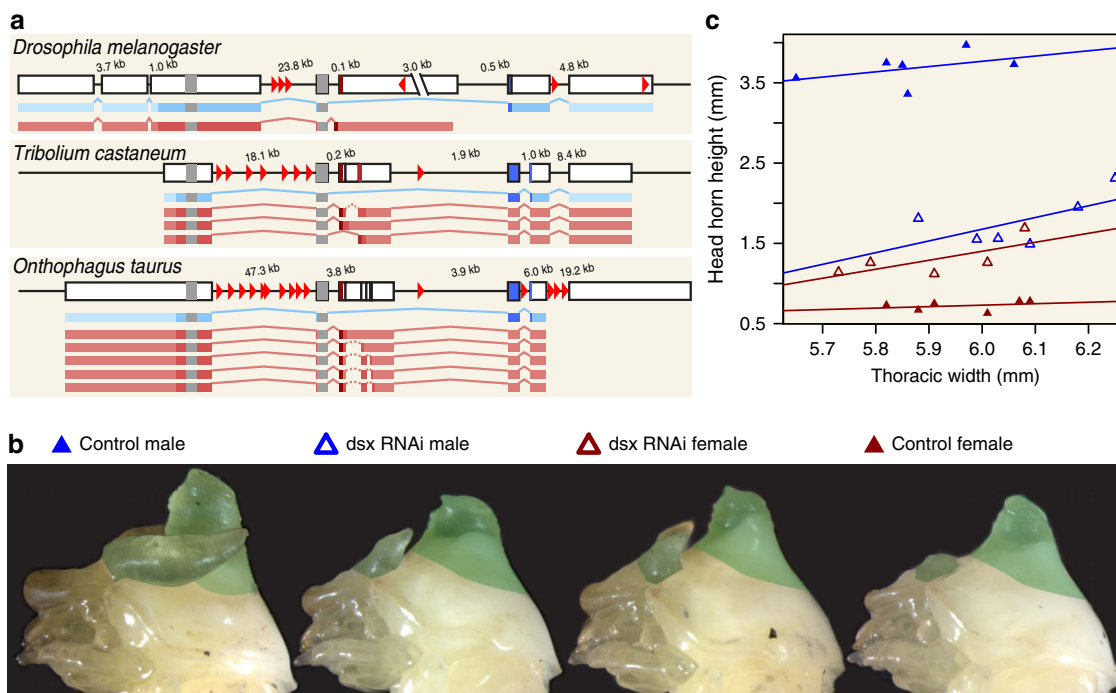 a
Drosophila melanogaster
3.7 kb 1.0 kb 23.8 kb 0.1 kb 3.0 kb 0.5 kb 4.8 kb
Tribolium castaneum
18.1 kb 0.2 kb 1.9 kb 1.0 kb 8.4 kb
Onthophagus taurus
47.3 kb 3.8 kb 3.9 kb 6.0 kb 19.2 kb
c
Head horn height (mm)
3.5
2.5
1.5
0.5
5.7 5.8 5.9 6.0 6.1 6.2
Thoracic width (mm)
b
Control male dsx RNAi male dsx RNAi female Control female